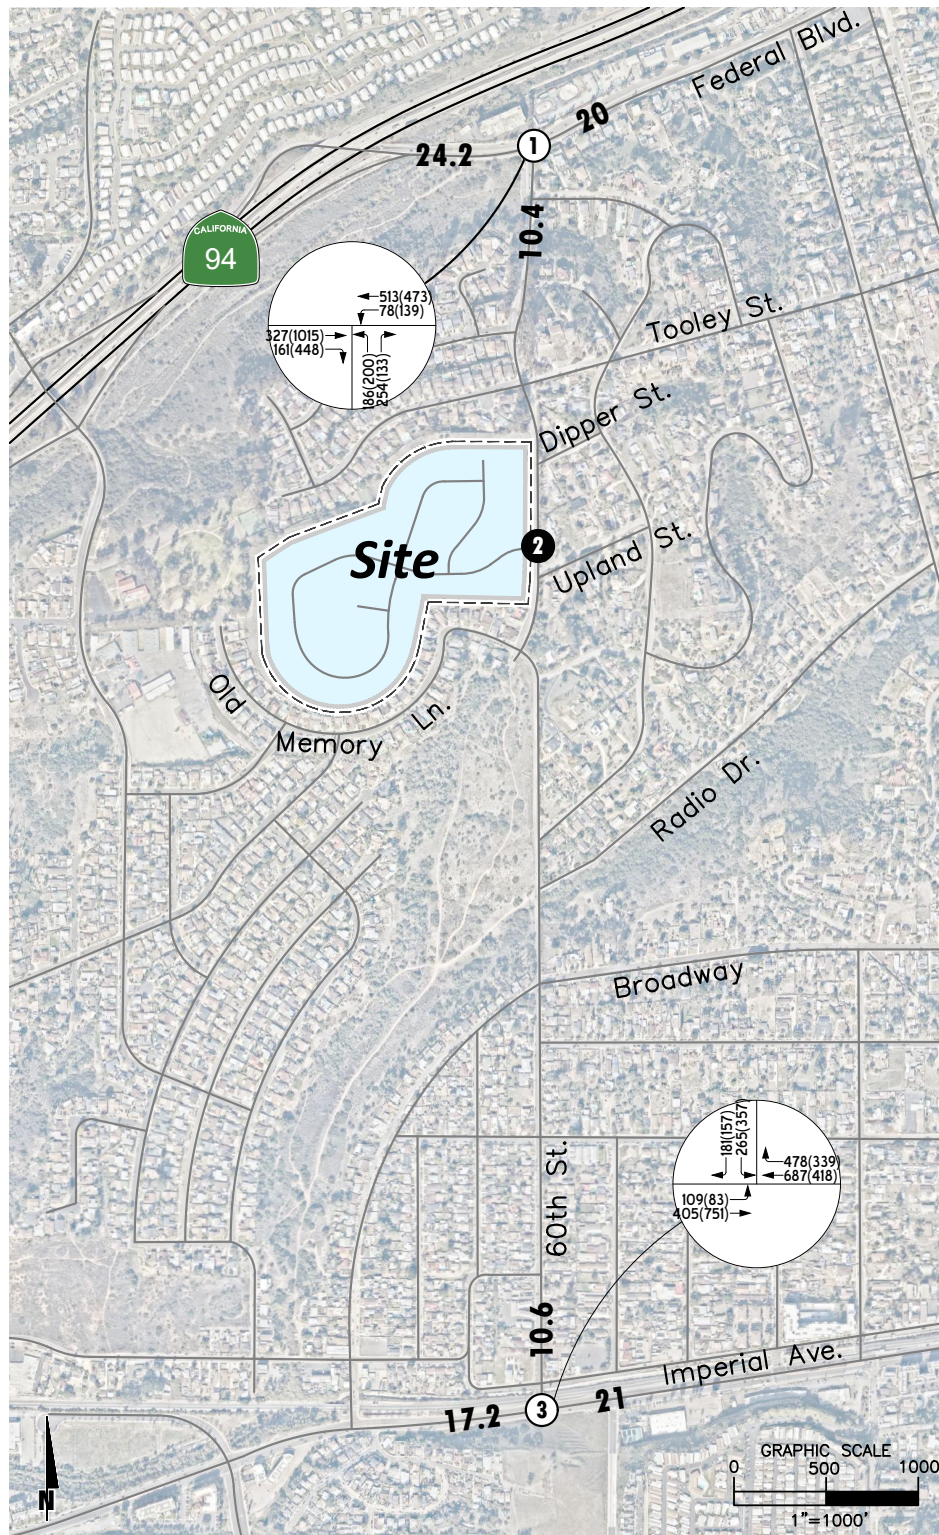 Federal Blvd.
20
1
24.2
10.4
CALIFORNIA
94
513(473)
78(139)
327(1015)
161(448)
186(200)
254(133)
Tooley St.
Dipper St.
Site
2
Upland St.
Old
Memory
Ln.
Radio Dr.
Broadway
181(157)
265(357)
478(339)
687(418)
109(83)
405(751)
60th St.
10.6
Imperial Ave.
3
21
17.2
N
GRAPHIC SCALE
0 500 1000
1"=1000'